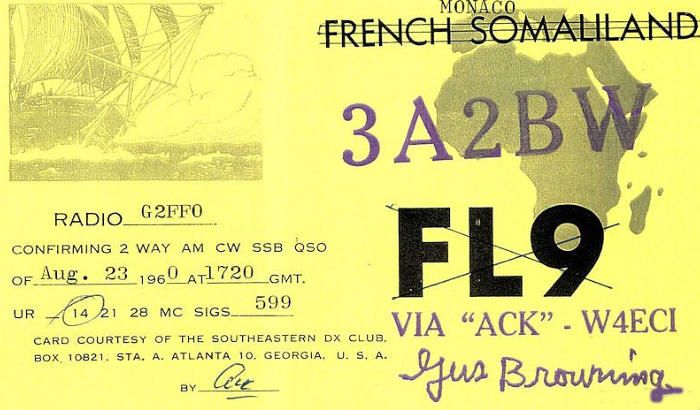 MONACO
FRENCH SOMALILAND
3A2BW
FL9
VIA "ACK" - W4ECI
Gus Browning
RADIO G2FFO
CONFIRMING 2 WAY AM CW SSB QSO
OF Aug. 23 1960 AT 1720 GMT.
UR 14 21 28 MC SIGS 599
CARD COURTESY OF THE SOUTHEASTERN DX CLUB.
BOX 10821, STA. A. ATLANTA 10, GEORGIA, U. S. A.
BY